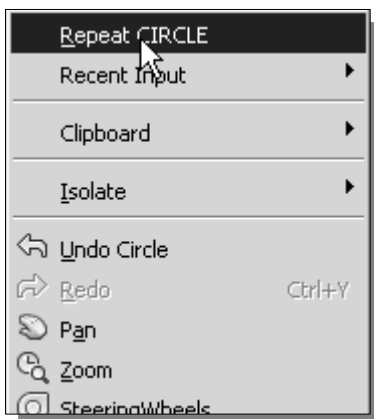 Repeat CIRCLE
Recent Input
Clipboard
Isolate
Undo Circle
Redo Ctrl+Y
Pan
Zoom
SteeringWheels